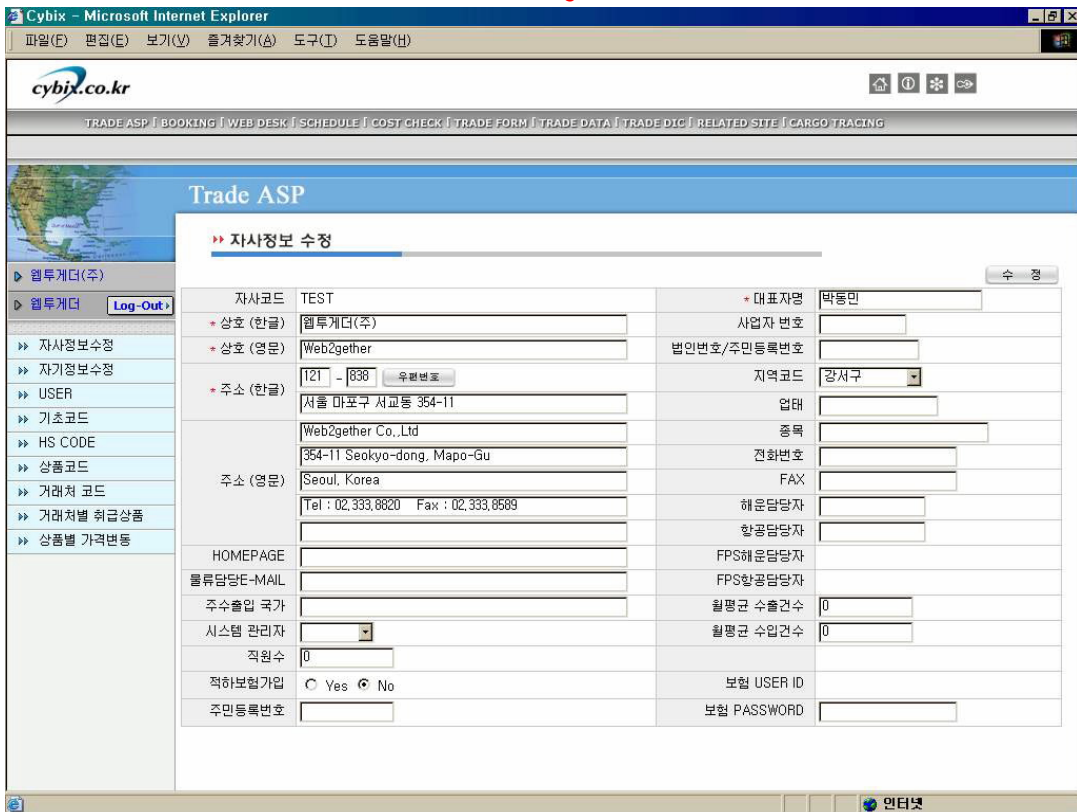 Cybix - Microsoft Internet Explorer
파일(F) 편집(E) 보기(V) 즐겨찾기(A) 도구(T) 도움말(H)
cybix.co.kr
TRADE ASP | BOOKING | WEB DESK | SCHEDULE | COST CHECK | TRADE FORM | TRADE DATA | TRADE DIC | RELATED SITE | CARGO TRACING
Trade ASP
자사정보 수정
웹투게더(주)
수 정
웹투게더 Log-Out
자사코드 TEST * 대표자명 박동민
* 상호 (한글) 웹투게더(주) 사업자 번호
* 상호 (영문) Web2gether 법인번호/주민등록번호
* 주소 (한글) 121 - 838 우편번호 지역코드 강서구
서울 마포구 서교동 354-11 업태
주소 (영문) Web2gether Co.,Ltd 종목
354-11 Seokyo-dong, Mapo-Gu 전화번호
Seoul, Korea FAX
Tel : 02.333.8820 Fax : 02.333.8589 해운담당자
항공담당자
HOMEPAGE FPS해운담당자
물류담당E-MAIL FPS항공담당자
주수출입 국가 월평균 수출건수 0
시스템 관리자 월평균 수입건수 0
직원수 0
적하보험가입 Yes No 보험 USER ID
주민등록번호 보험 PASSWORD
자사정보수정
자기정보수정
USER
기초코드
HS CODE
상품코드
거래처 코드
거래처별 취급상품
상품별 가격변동
인터넷